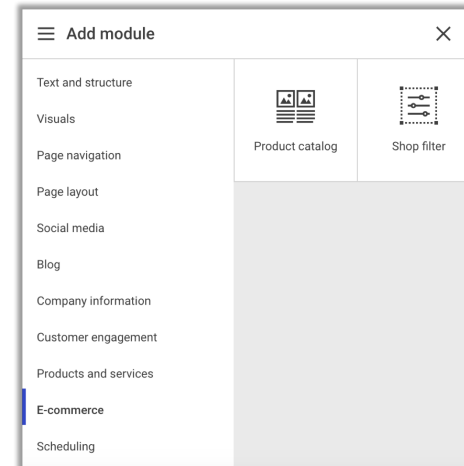 Add module
Text and structure
Visuals
Page navigation
Page layout
Social media
Blog
Company information
Customer engagement
Products and services
E-commerce
Scheduling
Product catalog
Shop filter